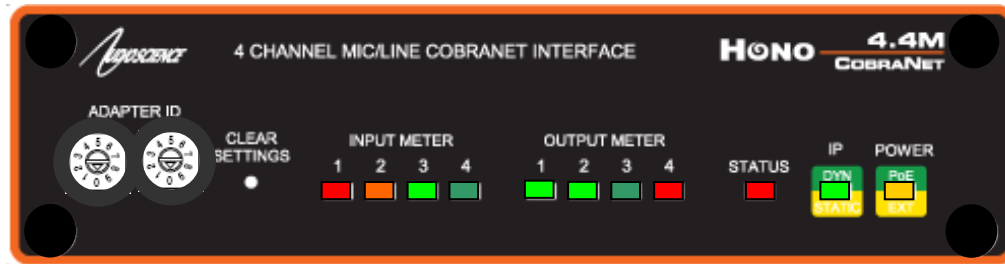 AUDIOSCIENCE
4 CHANNEL MIC/LINE COBRANET INTERFACE
HONO 4.4M
COBRANET
ADAPTER ID
CLEAR
SETTINGS
INPUT METER
1 2 3 4
OUTPUT METER
1 2 3 4
STATUS
IP
DYN
STATIC
POWER
PoE
EXT